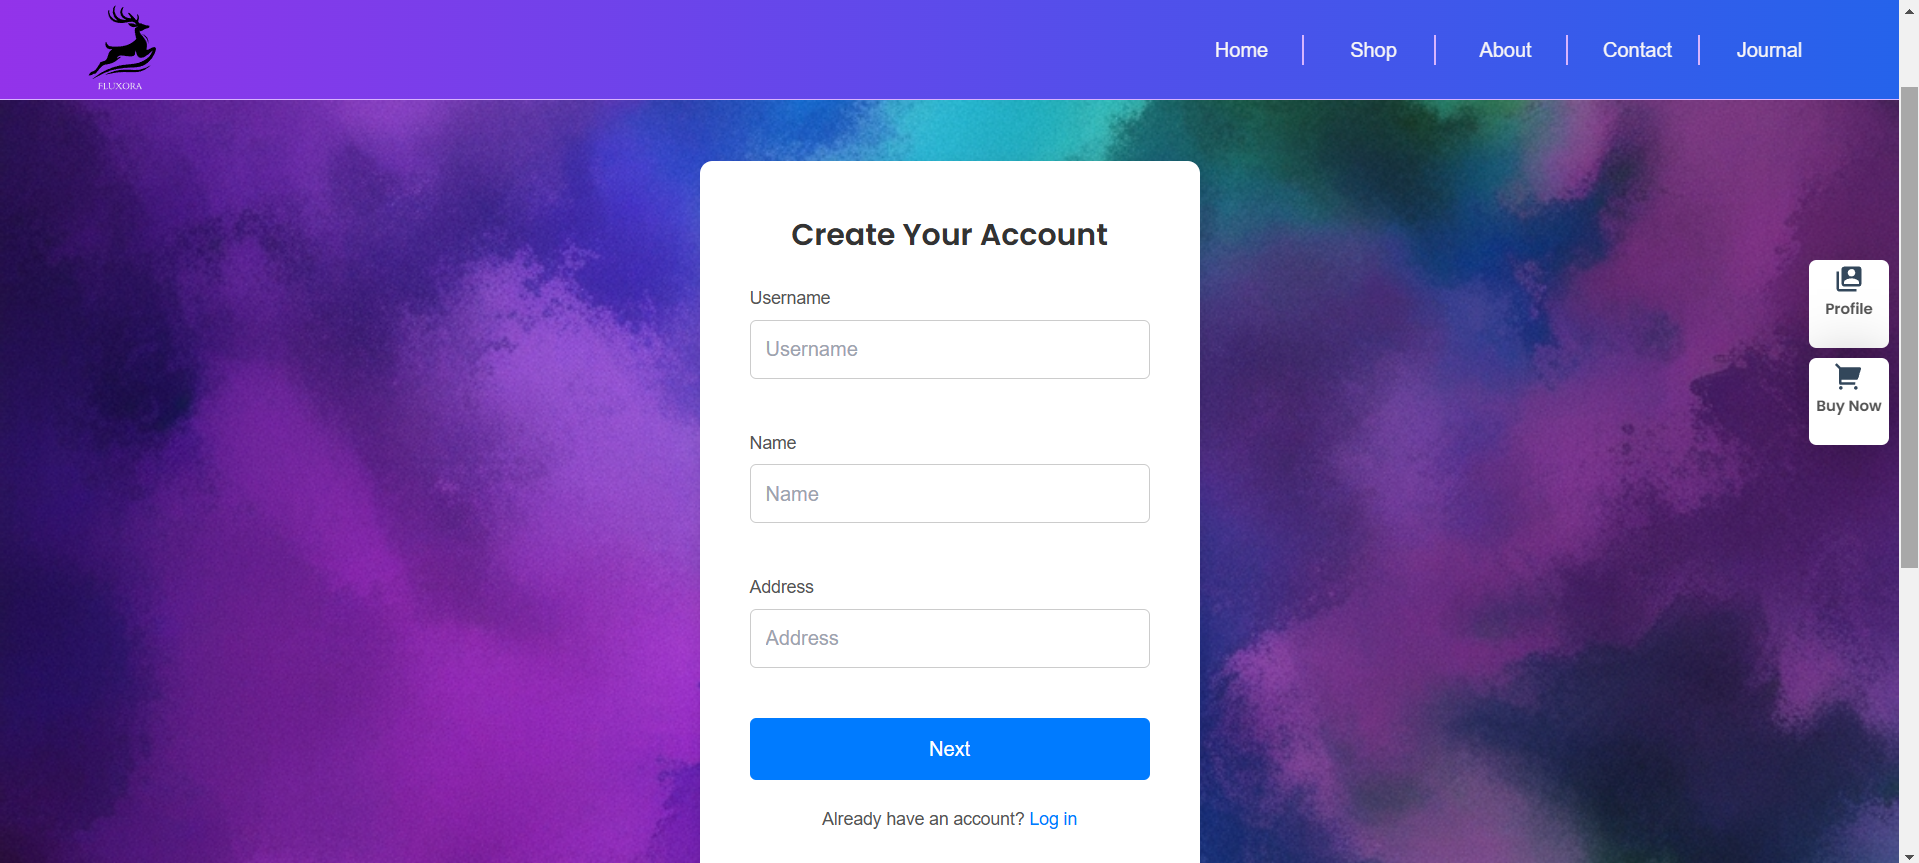 FLUXORA
Home
Shop
About
Contact
Journal
Create Your Account
Username
Username
Name
Name
Address
Address
Next
Already have an account? Log in
Profile
Buy Now